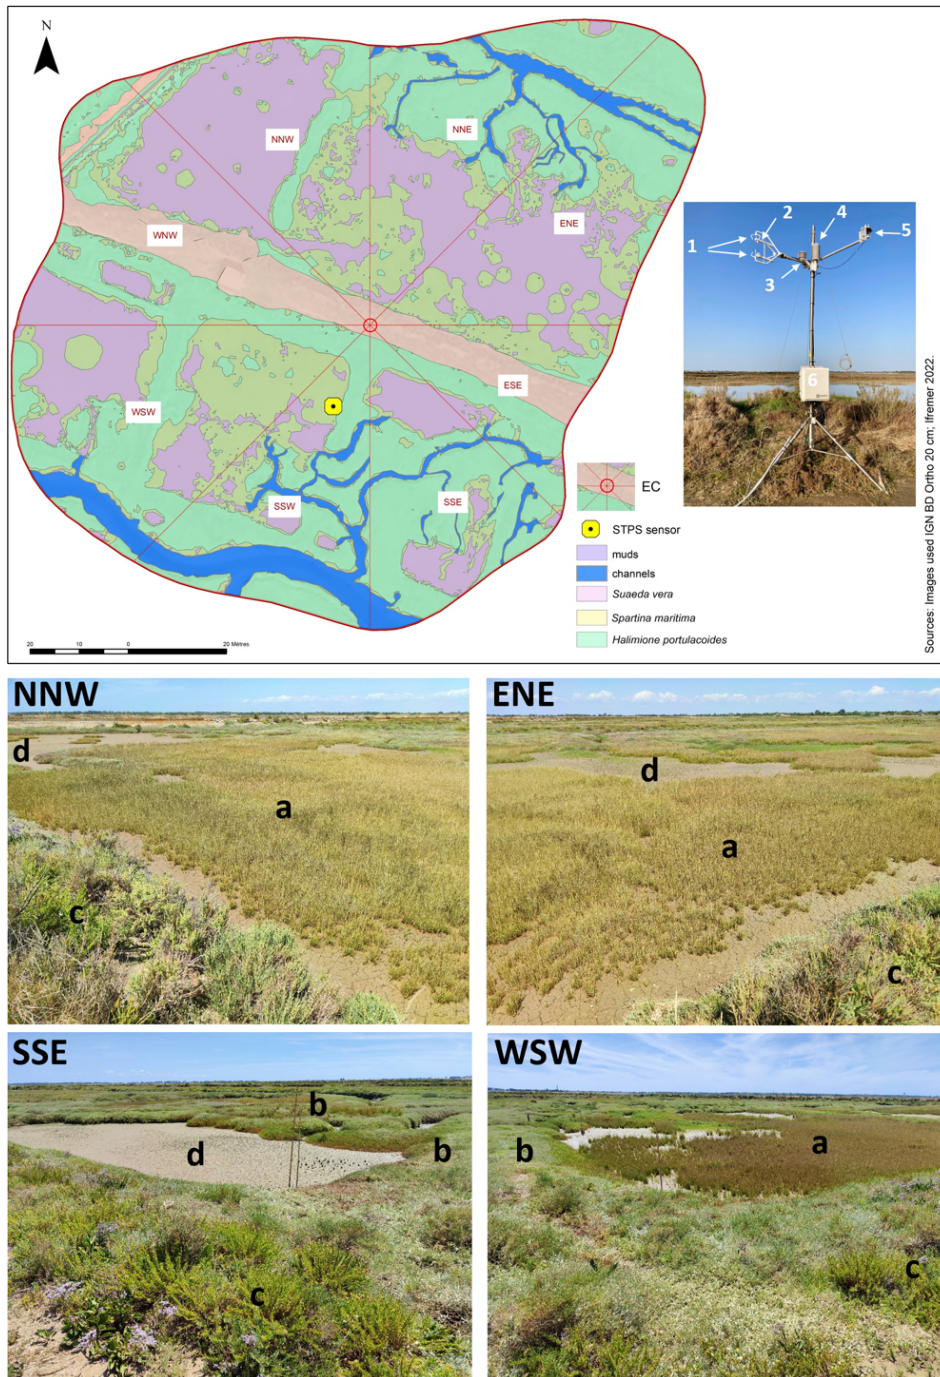 N
NNW
NNE
WNW
ENE
ESE
WSW
SSW
SSE
1
2
3
4
5
6
EC
STPS sensor
muds
channels
Suaeda vera
Spartina maritima
Halimione portulacoides
20 10 0 20 Mètres
Sources: Images used IGN BD Ortho 20 cm; Ifremer 2022.
NNW
d
a
c
ENE
d
a
c
SSE
b
b
d
c
WSW
b
a
c